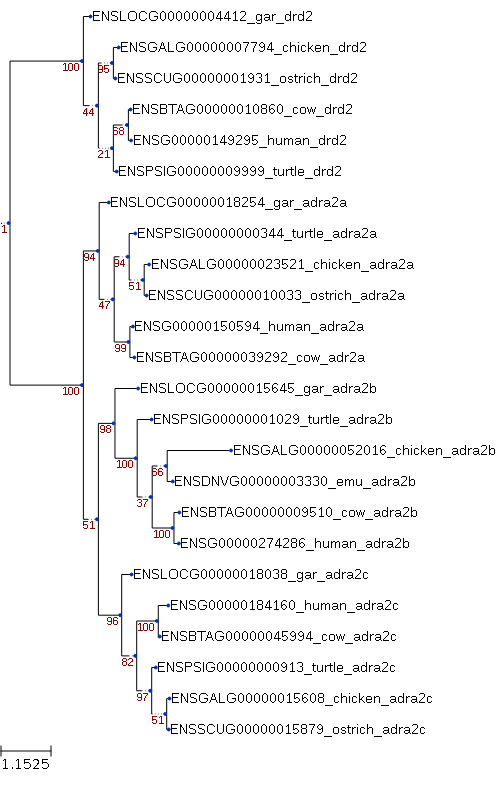 ENSLOCG00000004412_gar_drd2
ENSGALG00000007794_chicken_drd2
100
95
ENSSCUG00000001931_ostrich_drd2
ENSBTAG00000010860_cow_drd2
44
68
ENSG00000149295_human_drd2
21
ENSPSIG00000009999_turtle_drd2
ENSLOCG00000018254_gar_adra2a
1
ENSPSIG00000000344_turtle_adra2a
94
94
ENSGALG00000023521_chicken_adra2a
51
ENSSCUG00000010033_ostrich_adra2a
47
ENSG00000150594_human_adra2a
99
ENSBTAG00000039292_cow_adr2a
100
ENSLOCG00000015645_gar_adra2b
ENSPSIG00000001029_turtle_adra2b
98
ENSGALG00000052016_chicken_adra2b
100
66
ENSDNVG00000003330_emu_adra2b
37
ENSBTAG00000009510_cow_adra2b
51
100
ENSG00000274286_human_adra2b
ENSLOCG00000018038_gar_adra2c
ENSG00000184160_human_adra2c
96
100
ENSBTAG00000045994_cow_adra2c
82
ENSPSIG00000000913_turtle_adra2c
97
ENSGALG00000015608_chicken_adra2c
51
ENSSCUG00000015879_ostrich_adra2c
1.1525